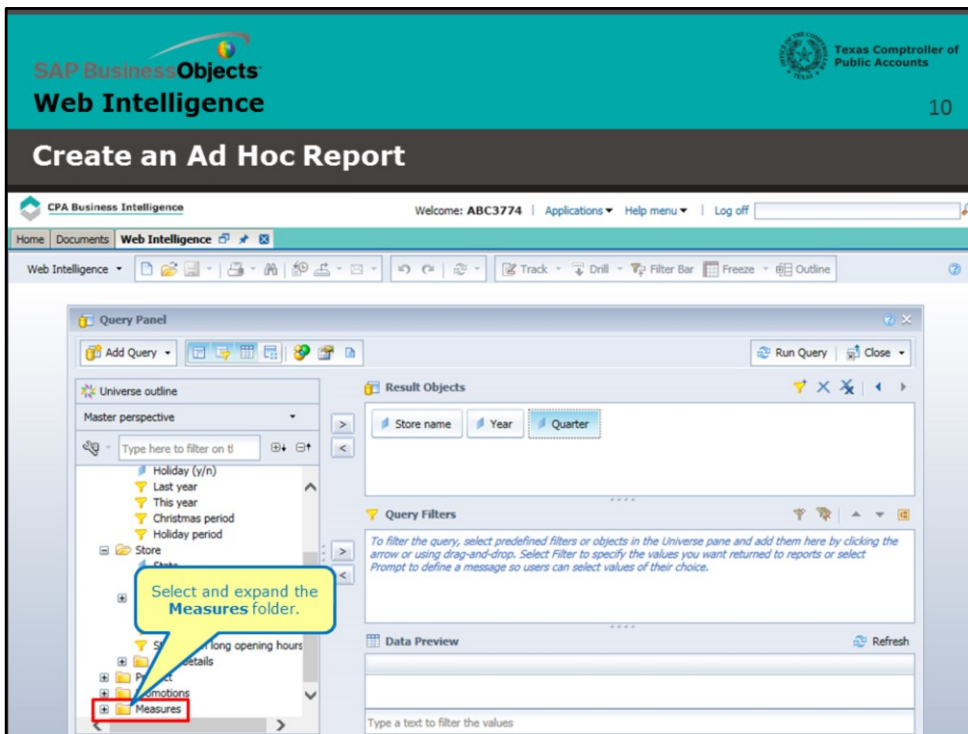 SAP BusinessObjects
Web Intelligence
Texas Comptroller of
Public Accounts
10
Create an Ad Hoc Report
CPA Business Intelligence
Welcome: ABC3774 | Applications Help menu | Log off
Home Documents Web Intelligence
Web Intelligence
Track Drill Filter Bar Freeze Outline
Query Panel
Add Query
Run Query Close
Universe outline
Master perspective
Type here to filter on tl
Holiday (y/n)
Last year
This year
Christmas period
Holiday period
Store
Select and expand the
Measures folder.
long opening hours
Measures
Result Objects
Store name Year Quarter
Query Filters
To filter the query, select predefined filters or objects in the Universe pane and add them here by clicking the
arrow or using drag-and-drop. Select Filter to specify the values you want returned to reports or select
Prompt to define a message so users can select values of their choice.
Data Preview
Refresh
Type a text to filter the values